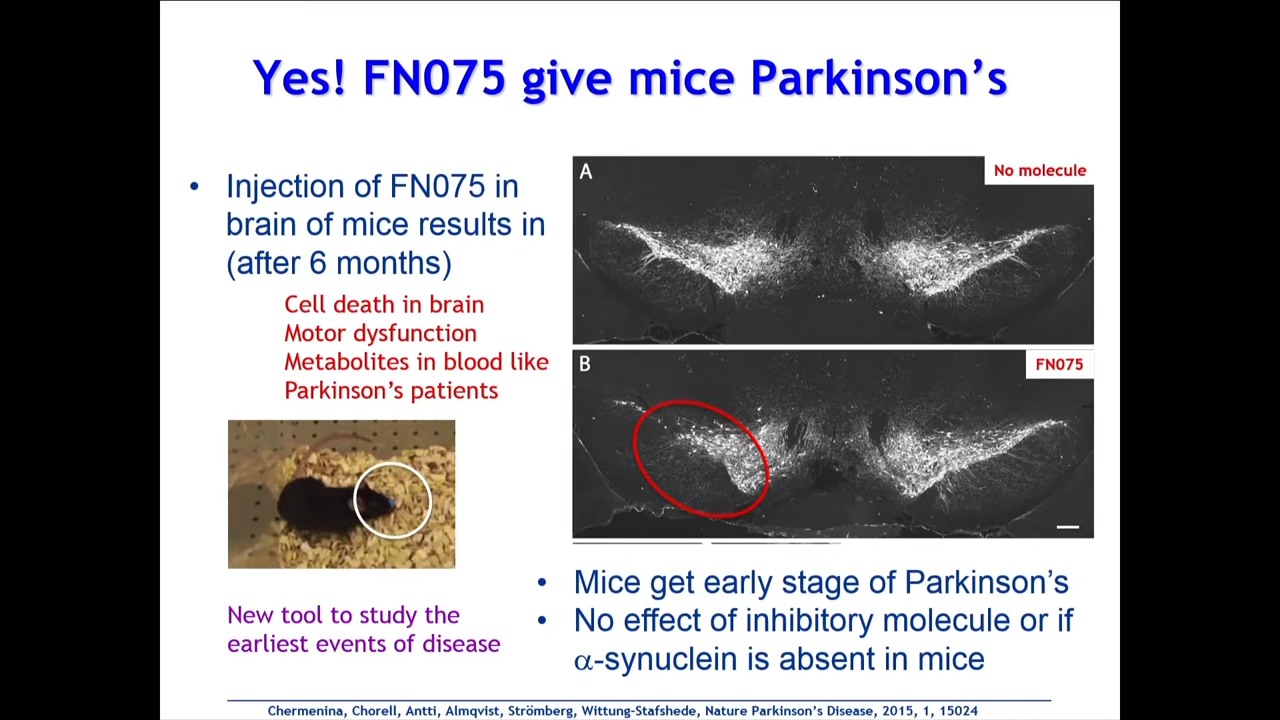 Yes! FN075 give mice Parkinson’s
• Injection of FN075 in
brain of mice results in
(after 6 months)
Cell death in brain
Motor dysfunction
Metabolites in blood like
Parkinson’s patients
New tool to study the
earliest events of disease
A
No molecule
B
FN075
• Mice get early stage of Parkinson’s
• No effect of inhibitory molecule or if
α-synuclein is absent in mice
Chermenina, Chorell, Antti, Almqvist, Strömberg, Wittung-Stafshede, Nature Parkinson’s Disease, 2015, 1, 15024